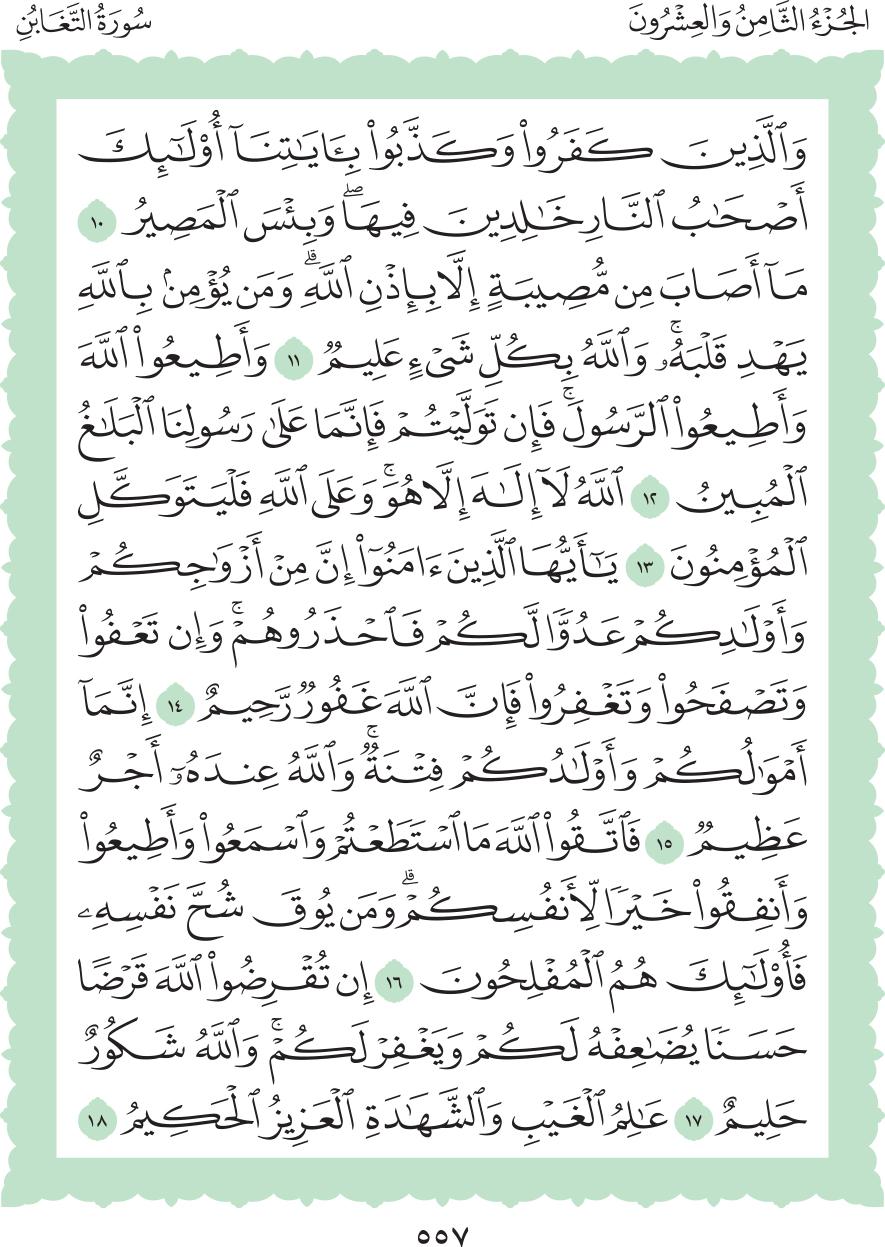 الجُزْءُ الثَّامِنُ وَالعِشْرُونَ
سُورَةُ التَّغَابُنِ
وَٱلَّذِينَ كَفَرُواْ وَكَذَّبُواْ بِـَٔايَٰتِنَآ أُوْلَٰٓئِكَ
أَصۡحَٰبُ ٱلنَّارِ خَٰلِدِينَ فِيهَاۖ وَبِئۡسَ ٱلۡمَصِيرُ ١٠
مَآ أَصَابَ مِن مُّصِيبَةٍ إِلَّا بِإِذۡنِ ٱللَّهِۗ وَمَن يُؤۡمِنۢ بِٱللَّهِ
يَهۡدِ قَلۡبَهُۥۚ وَٱللَّهُ بِكُلِّ شَيۡءٍ عَلِيمٞ ١١ وَأَطِيعُواْ ٱللَّهَ
وَأَطِيعُواْ ٱلرَّسُولَۚ فَإِن تَوَلَّيۡتُمۡ فَإِنَّمَا عَلَىٰ رَسُولِنَا ٱلۡبَلَٰغُ
ٱلۡمُبِينُ ١٢ ٱللَّهُ لَآ إِلَٰهَ إِلَّا هُوَۚ وَعَلَى ٱللَّهِ فَلۡيَتَوَكَّلِ
ٱلۡمُؤۡمِنُونَ ١٣ يَٰٓأَيُّهَا ٱلَّذِينَ ءَامَنُوٓاْ إِنَّ مِنۡ أَزۡوَٰجِكُمۡ
وَأَوۡلَٰدِكُمۡ عَدُوّٗا لَّكُمۡ فَٱحۡذَرُوهُمۡۚ وَإِن تَعۡفُواْ
وَتَصۡفَحُواْ وَتَغۡفِرُواْ فَإِنَّ ٱللَّهَ غَفُورٞ رَّحِيمٌ ١٤ إِنَّمَآ
أَمۡوَٰلُكُمۡ وَأَوۡلَٰدُكُمۡ فِتۡنَةٞۚ وَٱللَّهُ عِندَهُۥٓ أَجۡرٌ
عَظِيمٞ ١٥ فَٱتَّقُواْ ٱللَّهَ مَا ٱسۡتَطَعۡتُمۡ وَٱسۡمَعُواْ وَأَطِيعُواْ
وَأَنفِقُواْ خَيۡرٗا لِّأَنفُسِكُمۡۗ وَمَن يُوقَ شُحَّ نَفۡسِهِۦ
فَأُوْلَٰٓئِكَ هُمُ ٱلۡمُفۡلِحُونَ ١٦ إِن تُقۡرِضُواْ ٱللَّهَ قَرۡضًا
حَسَنٗا يُضَٰعِفۡهُ لَكُمۡ وَيَغۡفِرۡ لَكُمۡۚ وَٱللَّهُ شَكُورٌ
حَلِيمٌ ١٧ عَٰلِمُ ٱلۡغَيۡبِ وَٱلشَّهَٰدَةِ ٱلۡعَزِيزُ ٱلۡحَكِيمُ ١٨
٥٥٧